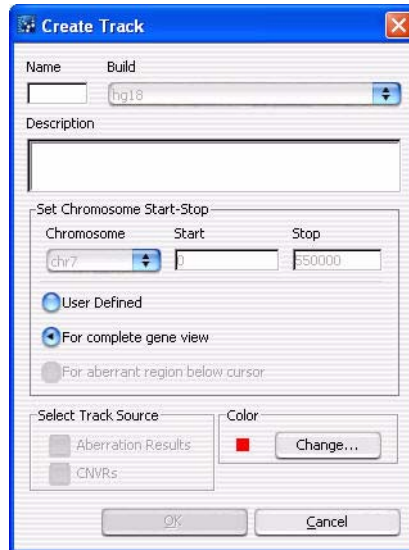 Create Track
Name Build
hg18
Description
Set Chromosome Start-Stop
Chromosome Start Stop
chr7 0 550000
User Defined
For complete gene view
For aberrant region below cursor
Select Track Source Color
Aberration Results Change...
CNVRs
OK Cancel